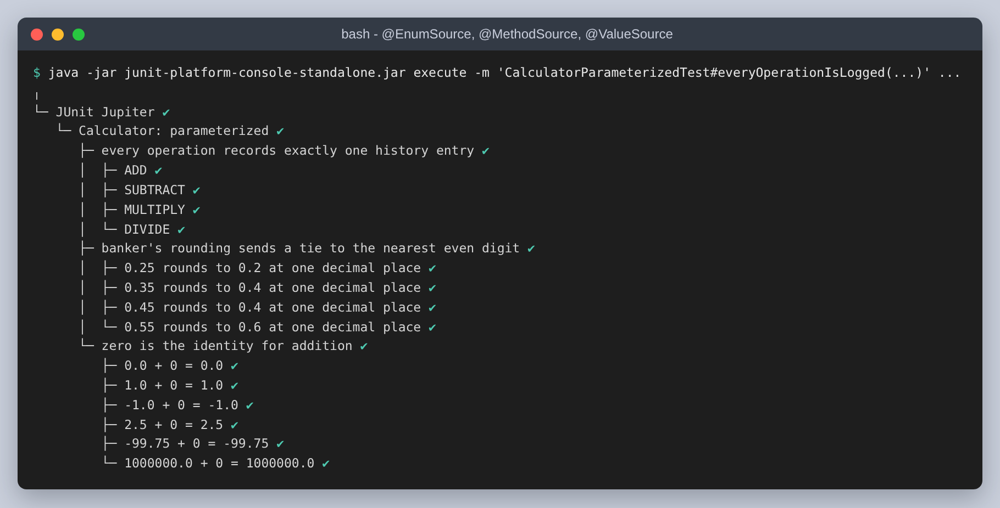 bash - @EnumSource, @MethodSource, @ValueSource
$ java -jar junit-platform-console-standalone.jar execute -m 'CalculatorParameterizedTest#everyOperationIsLogged(...)' ...
╷
└─ JUnit Jupiter ✔
   └─ Calculator: parameterized ✔
      ├─ every operation records exactly one history entry ✔
      │  ├─ ADD ✔
      │  ├─ SUBTRACT ✔
      │  ├─ MULTIPLY ✔
      │  └─ DIVIDE ✔
      ├─ banker's rounding sends a tie to the nearest even digit ✔
      │  ├─ 0.25 rounds to 0.2 at one decimal place ✔
      │  ├─ 0.35 rounds to 0.4 at one decimal place ✔
      │  ├─ 0.45 rounds to 0.4 at one decimal place ✔
      │  └─ 0.55 rounds to 0.6 at one decimal place ✔
      └─ zero is the identity for addition ✔
         ├─ 0.0 + 0 = 0.0 ✔
         ├─ 1.0 + 0 = 1.0 ✔
         ├─ -1.0 + 0 = -1.0 ✔
         ├─ 2.5 + 0 = 2.5 ✔
         ├─ -99.75 + 0 = -99.75 ✔
         └─ 1000000.0 + 0 = 1000000.0 ✔